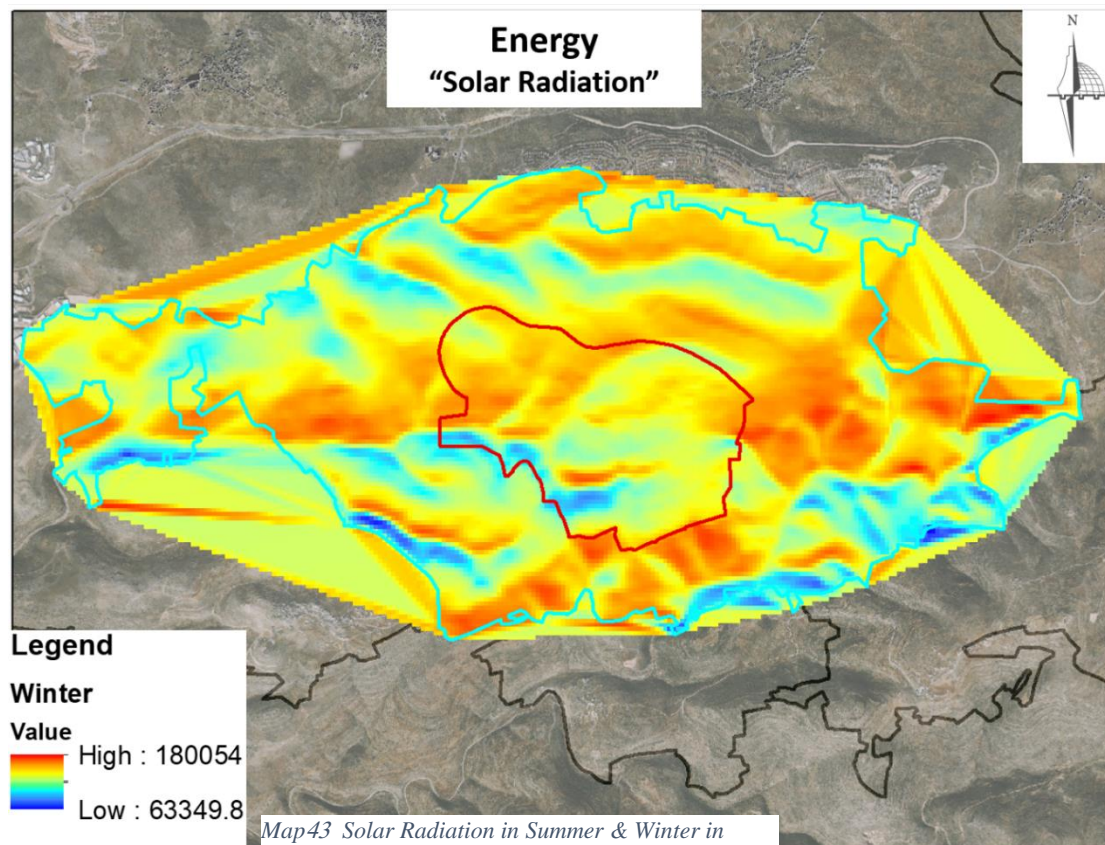 Energy
“Solar Radiation”
N
Legend
Winter
Value
High : 180054
Low : 63349.8
Map43 Solar Radiation in Summer & Winter in